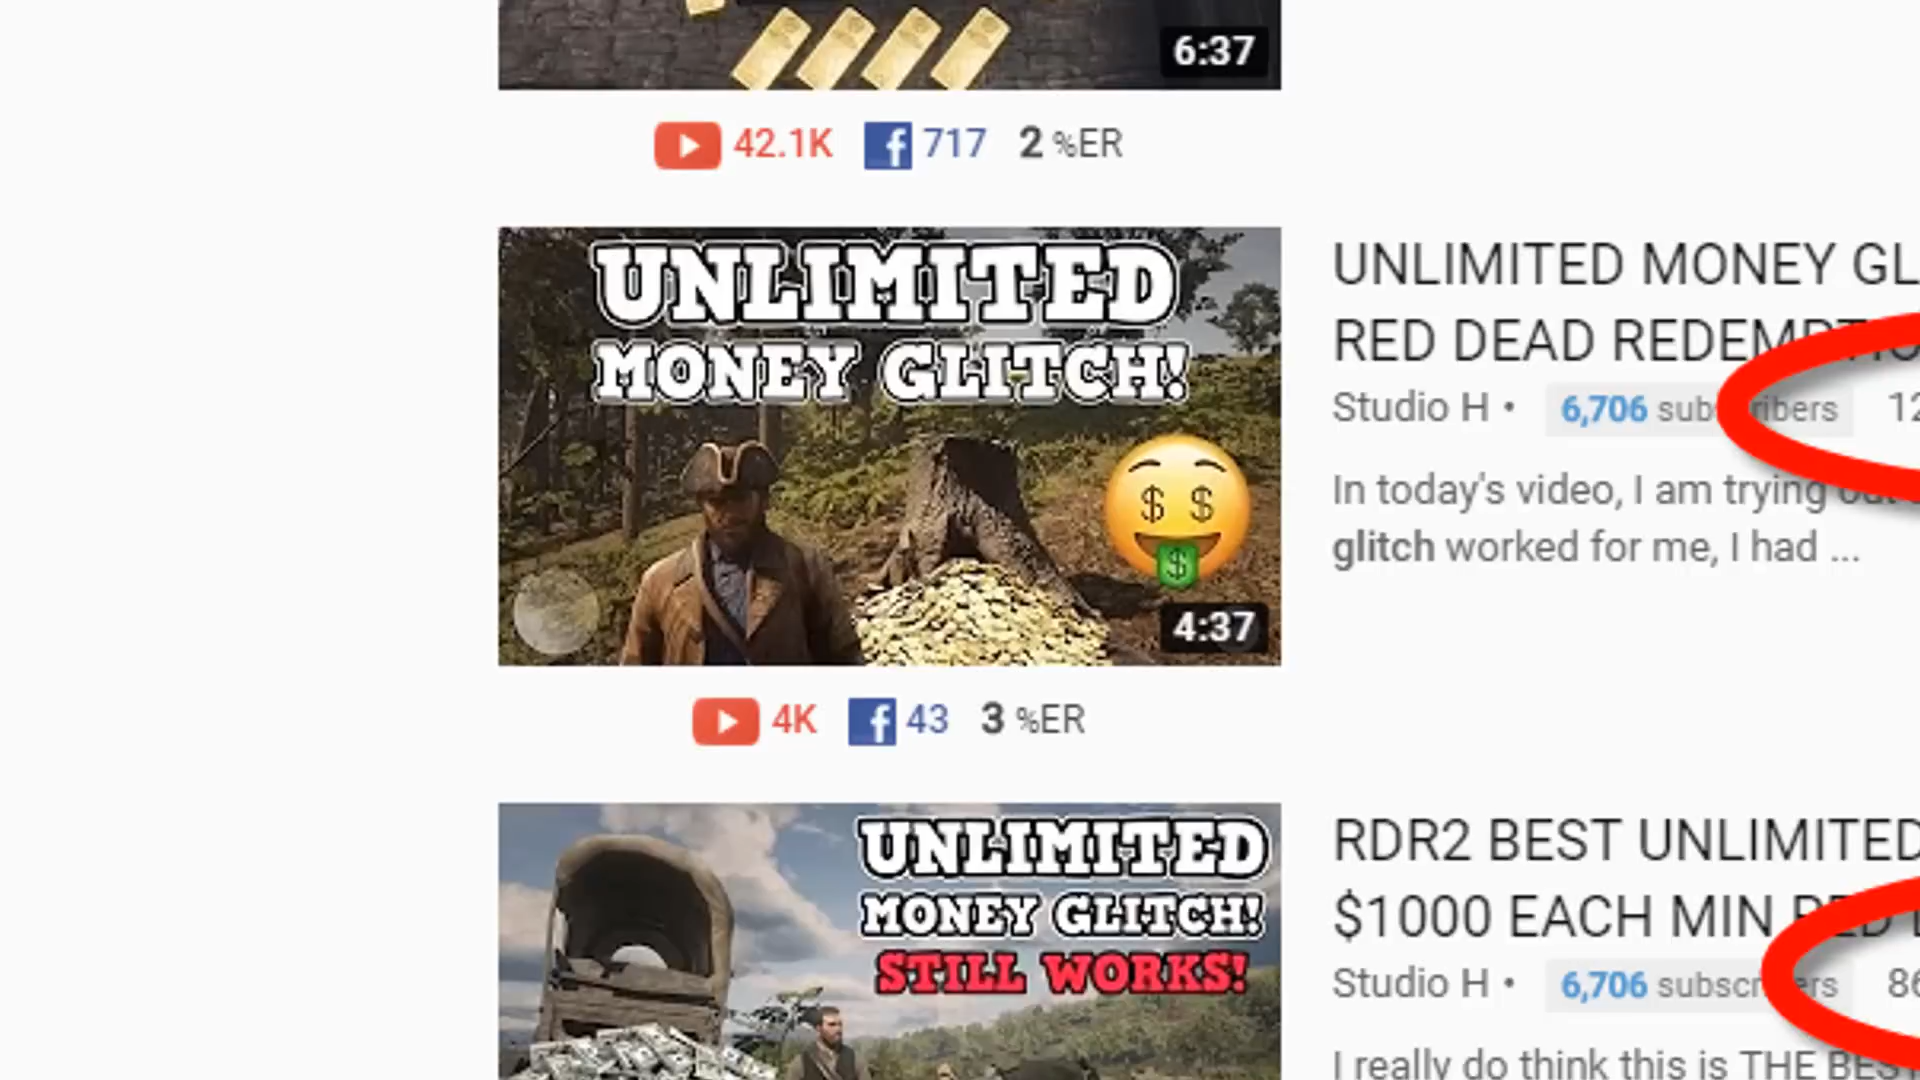 6:37
42.1K 717 2 %ER
UNLIMITED
MONEY GLITCH!
$ $
$
4:37
UNLIMITED MONEY GL
RED DEAD
Studio H • 6,706 subscribers 12
In today's video, I am trying out
glitch worked for me, I had ...
f 4K f 43 3 %ER
UNLIMITED
MONEY GLITCH!
STILL WORKS!
RDR2 BEST UNLIMITED
$1000 EACH MIN RED
Studio H • 6,706 subscribers 86
I really do think this is THE BEST